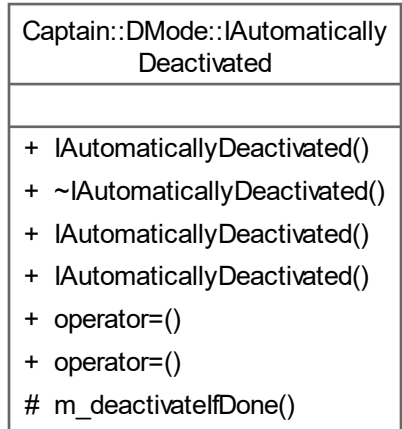 Captain::DMode::IAutomatically
Deactivated
+ IAutomaticallyDeactivated()
+ ~IAutomaticallyDeactivated()
+ IAutomaticallyDeactivated()
+ IAutomaticallyDeactivated()
+ operator=()
+ operator=()
# m_deactivateIfDone()